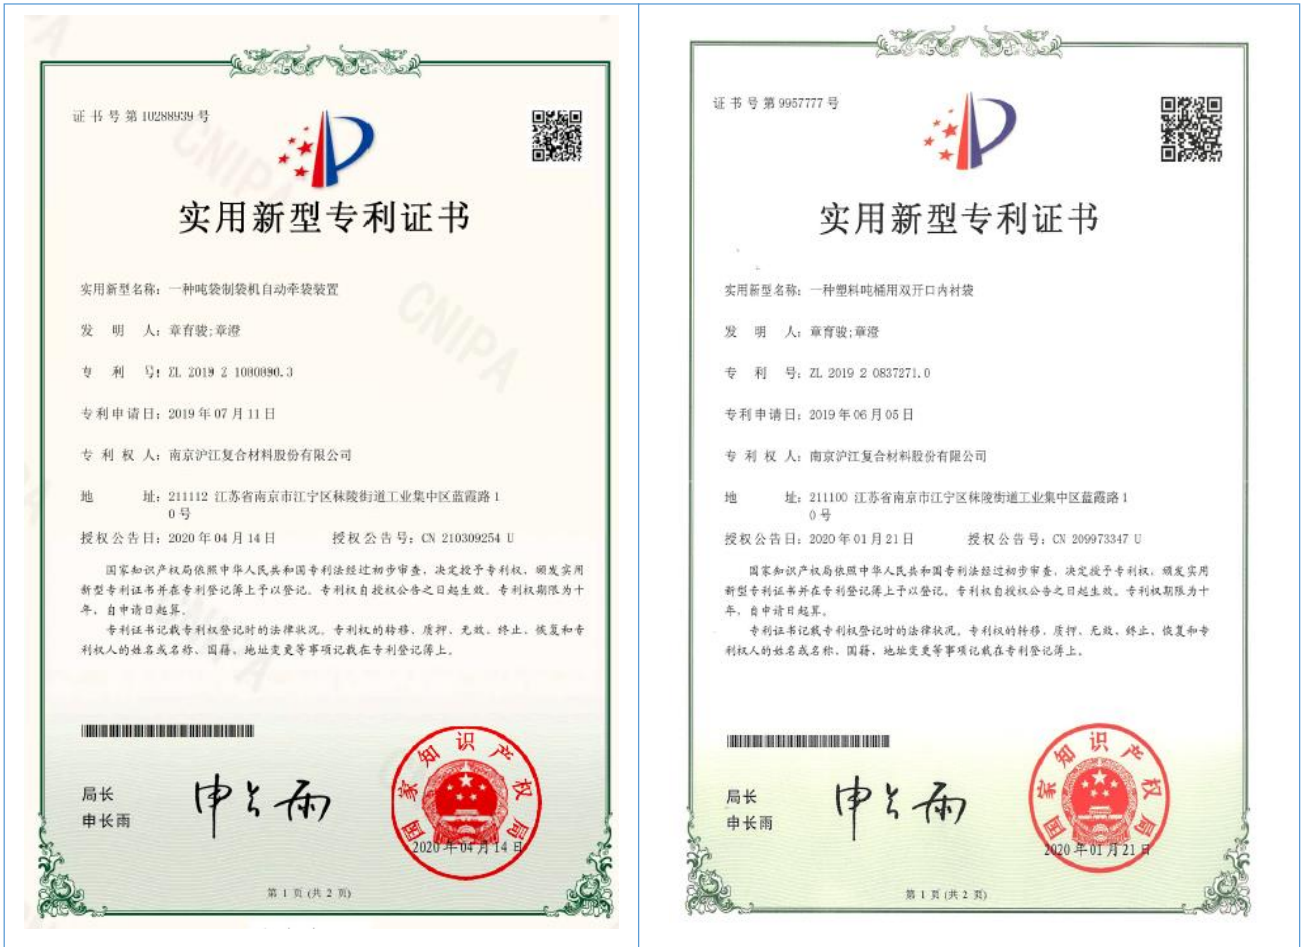 证书号第10288939号
实用新型专利证书
实用新型名称：一种吨袋制袋机自动牵袋装置
发明人：章育骏;章澄
专利号：ZL 2019 2 1080890.3
专利申请日：2019年07月11日
专利权人：南京沪江复合材料股份有限公司
地址：211112 江苏省南京市江宁区秣陵街道工业集中区蓝霞路1
0号
授权公告日：2020年04月14日 授权公告号：CN 210309254 U
国家知识产权局依照中华人民共和国专利法经过初步审查，决定授予专利权，颁发实用
新型专利证书并在专利登记簿上予以登记。专利权自授权公告之日起生效。专利权期限为十
年，自申请日起算。
专利证书记载专利权登记时的法律状况。专利权的转移、质押、无效、终止、恢复和专
利权人的姓名或名称、国籍、地址变更等事项记载在专利登记簿上。
局长
申长雨
申长雨
国家知识产权局
2020年04月14日
第 1 页 (共 2 页)
CNIPA
CNIPA
CNIPA
证书号第9957777号
实用新型专利证书
实用新型名称：一种塑料吨桶用双开口内衬袋
发明人：章育骏;章澄
专利号：ZL 2019 2 0837271.0
专利申请日：2019年06月05日
专利权人：南京沪江复合材料股份有限公司
地址：211100 江苏省南京市江宁区秣陵街道工业集中区蓝霞路1
0号
授权公告日：2020年01月21日 授权公告号：CN 209973347 U
国家知识产权局依照中华人民共和国专利法经过初步审查，决定授予专利权，颁发实用
新型专利证书并在专利登记簿上予以登记。专利权自授权公告之日起生效。专利权期限为十
年，自申请日起算。
专利证书记载专利权登记时的法律状况。专利权的转移、质押、无效、终止、恢复和专
利权人的姓名或名称、国籍、地址变更等事项记载在专利登记簿上。
局长
申长雨
申长雨
国家知识产权局
2020年01月21日
第 1 页 (共 2 页)